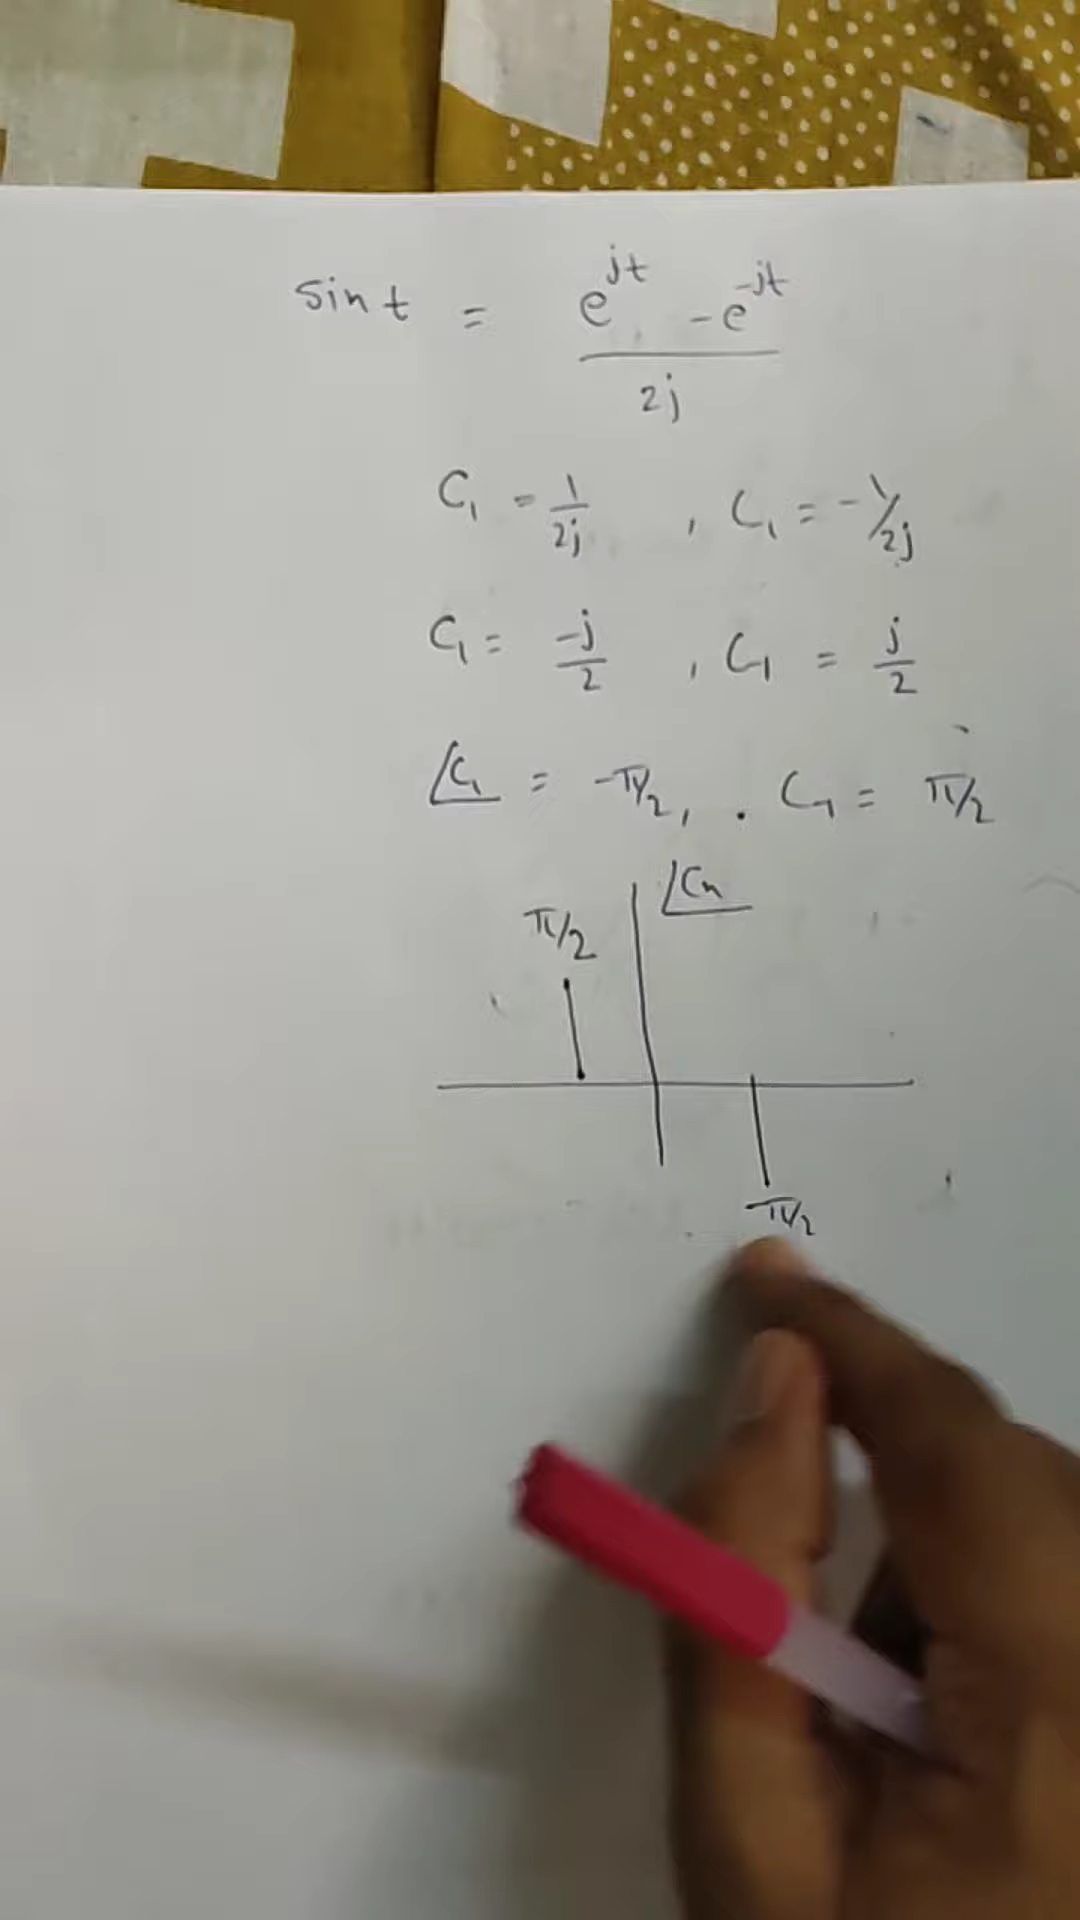 sin t = e^{jt} - e^{-jt} / 2j
C₁ = 1/2j , C₁ = -1/2j
C₁ = -j/2 , C₁ = j/2
∠C₁ = -π/2, . C₁ = π/2
∠Cn
π/2
-π/2